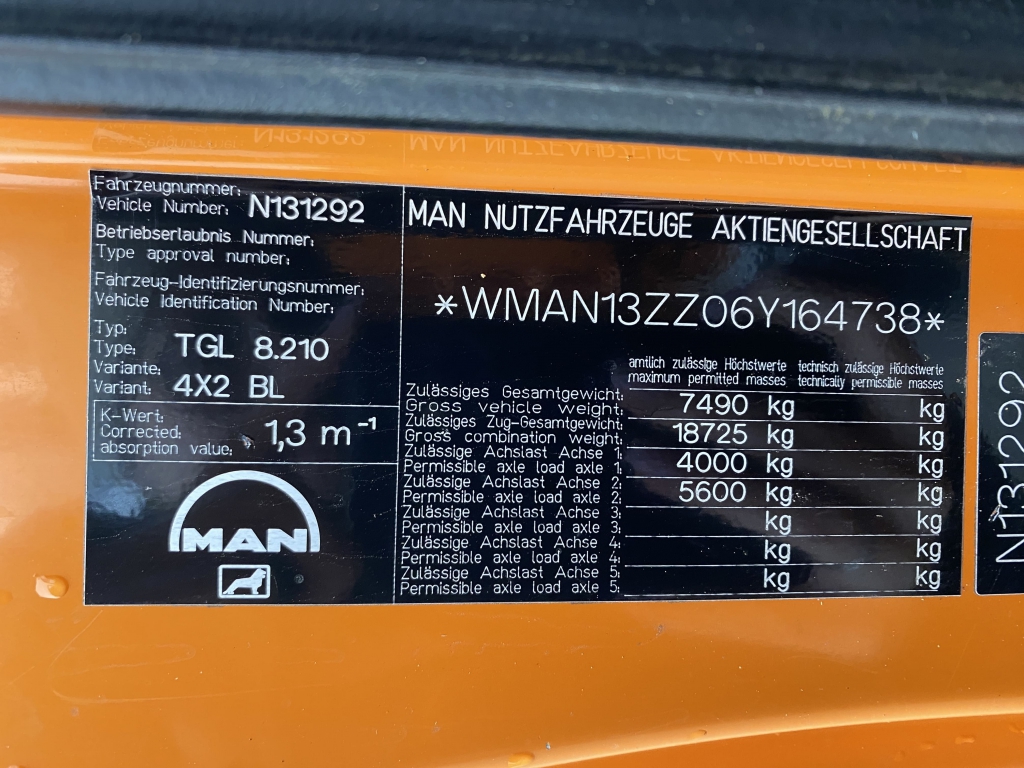 Fahrzeugnummer:
Vehicle Number: N131292
Betriebserlaubnis Nummer:
Type approval number:
Fahrzeug-Identifizierungsnummer:
Vehicle Identification Number:
Typ:
Type: TGL 8.210
Variante:
Variant: 4X2 BL
K-Wert:
Corrected:
absorption value: 1,3 m⁻¹
MAN
MAN NUTZFAHRZEUGE AKTIENGESELLSCHAFT
*WMAN13ZZ06Y164738*
amtlich zulässige Höchstwerte technisch zulässige Höchstwerte
maximum permitted masses technically permissible masses
Zulässiges Gesamtgewicht:
Gross vehicle weight: 7490 kg kg
Zulässiges Zug-Gesamtgewicht:
Gross combination weight: 18725 kg kg
Zulässige Achslast Achse 1:
Permissible axle load axle 1: 4000 kg kg
Zulässige Achslast Achse 2:
Permissible axle load axle 2: 5600 kg kg
Zulässige Achslast Achse 3:
Permissible axle load axle 3: kg kg
Zulässige Achslast Achse 4:
Permissible axle load axle 4: kg kg
Zulässige Achslast Achse 5:
Permissible axle load axle 5: kg kg
N131292